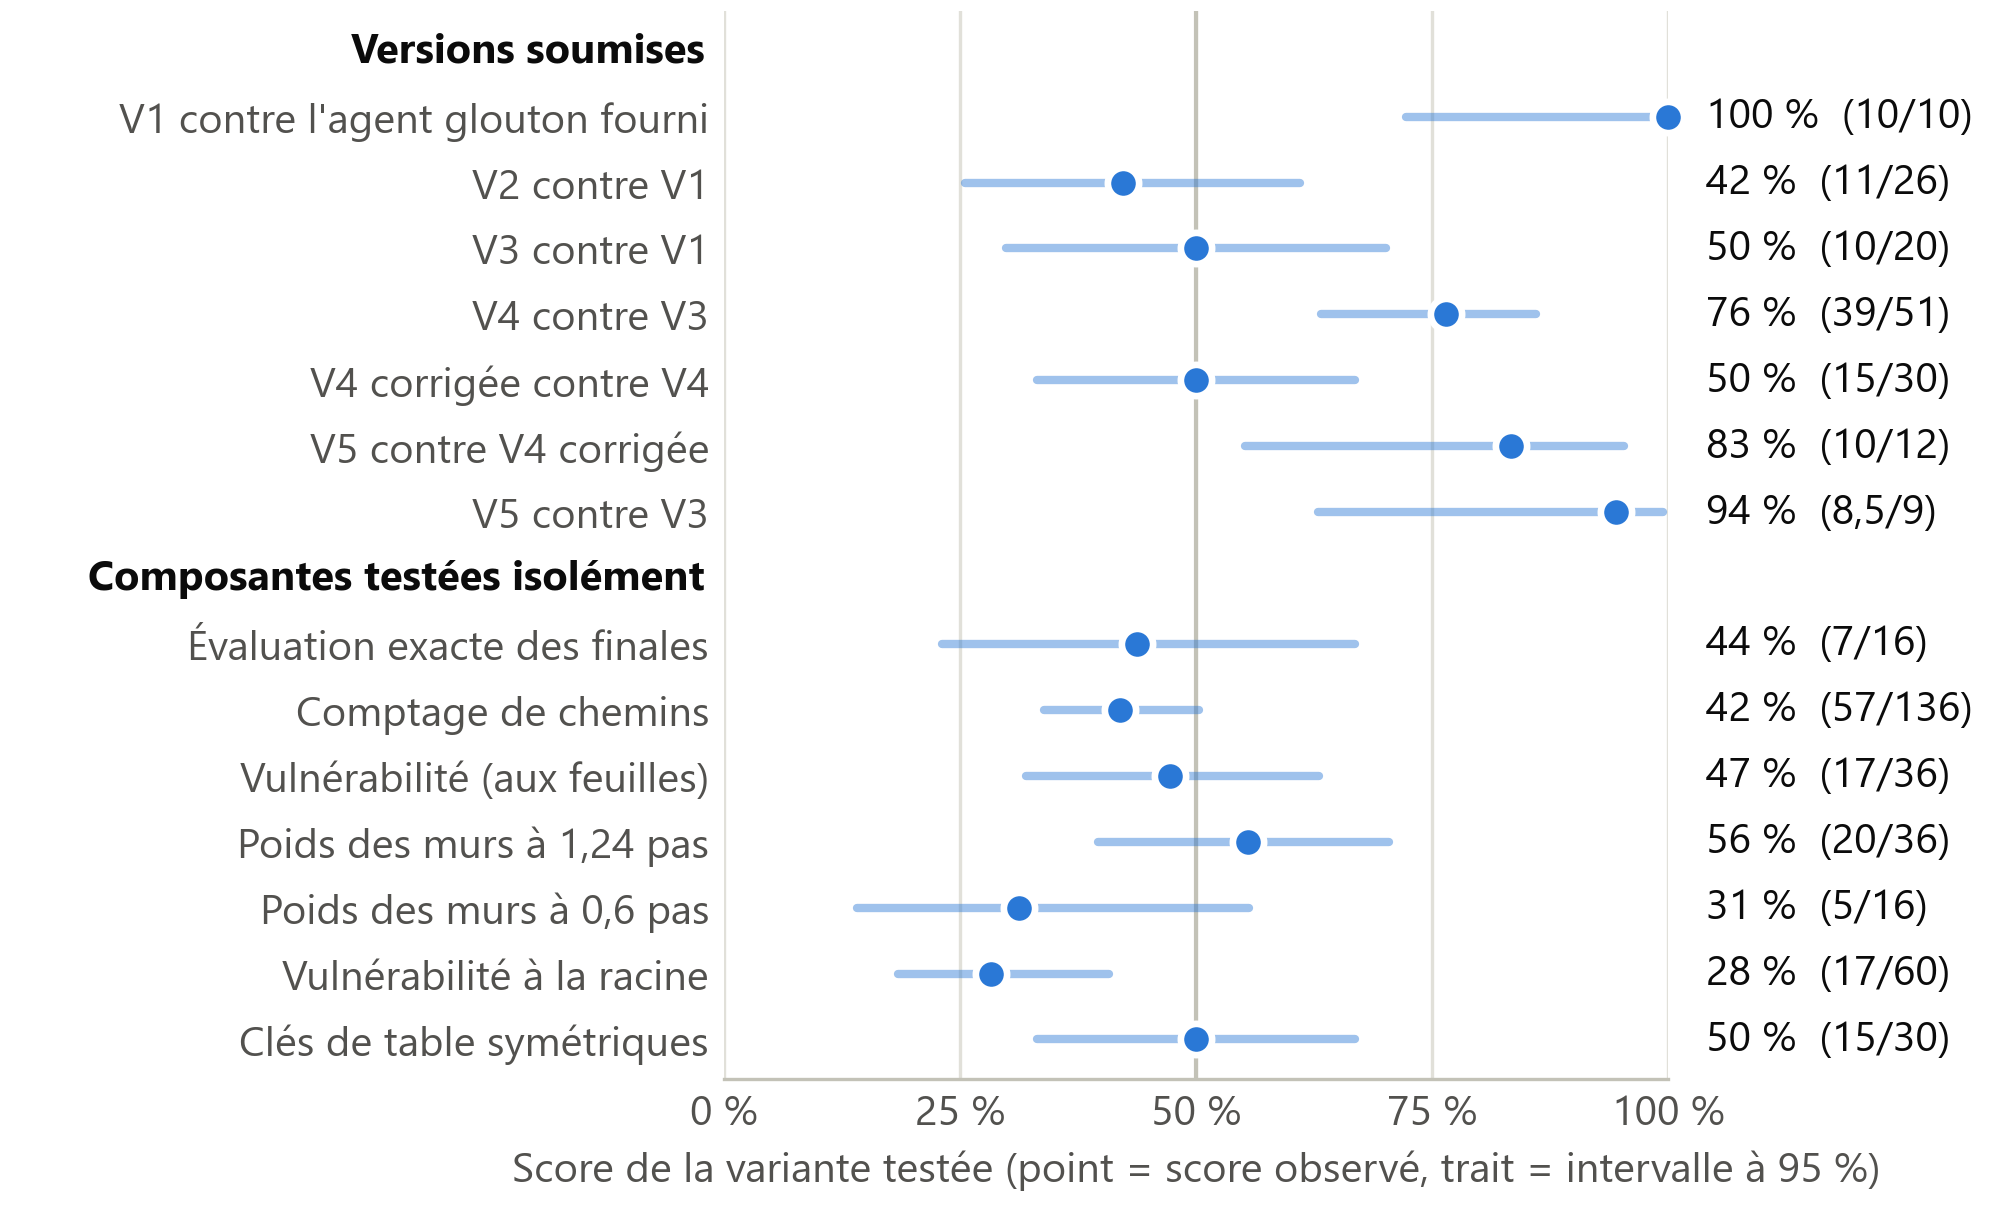 Versions soumises
V1 contre l'agent glouton fourni 100 % (10/10)
V2 contre V1 42 % (11/26)
V3 contre V1 50 % (10/20)
V4 contre V3 76 % (39/51)
V4 corrigée contre V4 50 % (15/30)
V5 contre V4 corrigée 83 % (10/12)
V5 contre V3 94 % (8,5/9)
Composantes testées isolément
Évaluation exacte des finales 44 % (7/16)
Comptage de chemins 42 % (57/136)
Vulnérabilité (aux feuilles) 47 % (17/36)
Poids des murs à 1,24 pas 56 % (20/36)
Poids des murs à 0,6 pas 31 % (5/16)
Vulnérabilité à la racine 28 % (17/60)
Clés de table symétriques 50 % (15/30)
0 % 25 % 50 % 75 % 100 %
Score de la variante testée (point = score observé, trait = intervalle à 95 %)